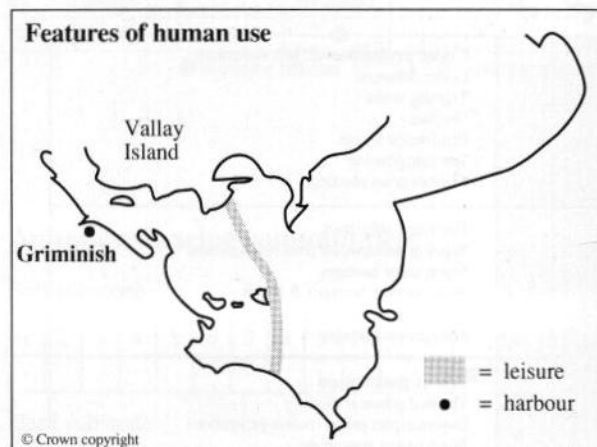 Features of human use
Vallay
Island
Griminish
= leisure
= harbour
© Crown copyright